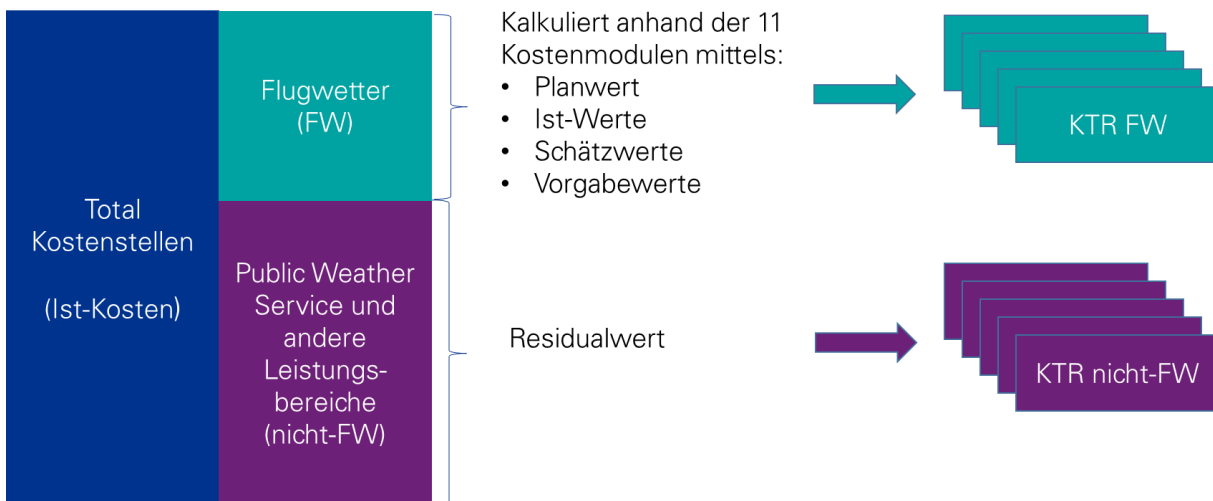 Total
Kostenstellen
(Ist-Kosten)
Flugwetter
(FW)
Kalkuliert anhand der 11
Kostenmodulen mittels:
• Planwert
• Ist-Werte
• Schätzwerte
• Vorgabewerte
KTR FW
Public Weather
Service und
andere
Leistungs-
bereiche
(nicht-FW)
Residualwert
KTR nicht-FW